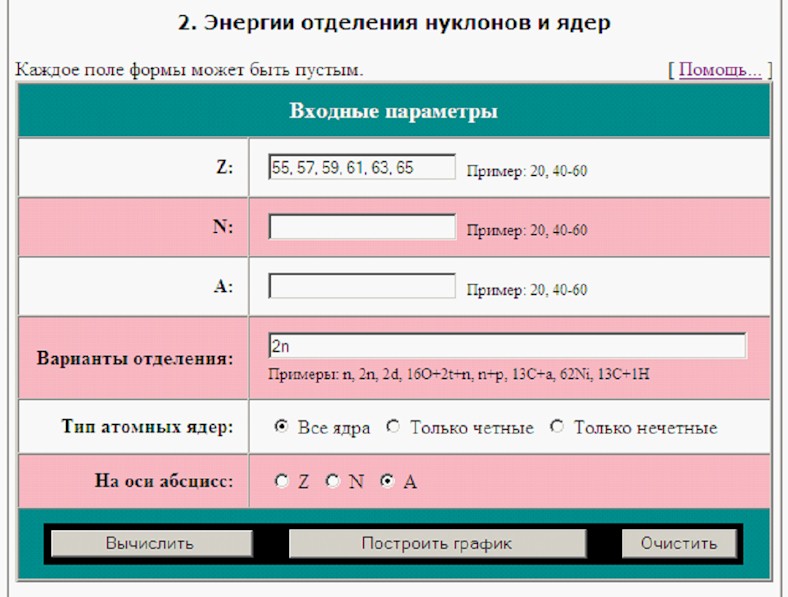 2. Энергии отделения нуклонов и ядер
Каждое поле формы может быть пустым. [ Помощь... ]
Входные параметры
Z: 55, 57, 59, 61, 63, 65 Пример: 20, 40-60
N: Пример: 20, 40-60
A: Пример: 20, 40-60
Варианты отделения: 2n
Примеры: n, 2n, 2d, 16O+2t+n, n+p, 13C+a, 62Ni, 13C+1H
Тип атомных ядер: Все ядра Только четные Только нечетные
На оси абсцисс: Z N A
Вычислить Построить график Очистить